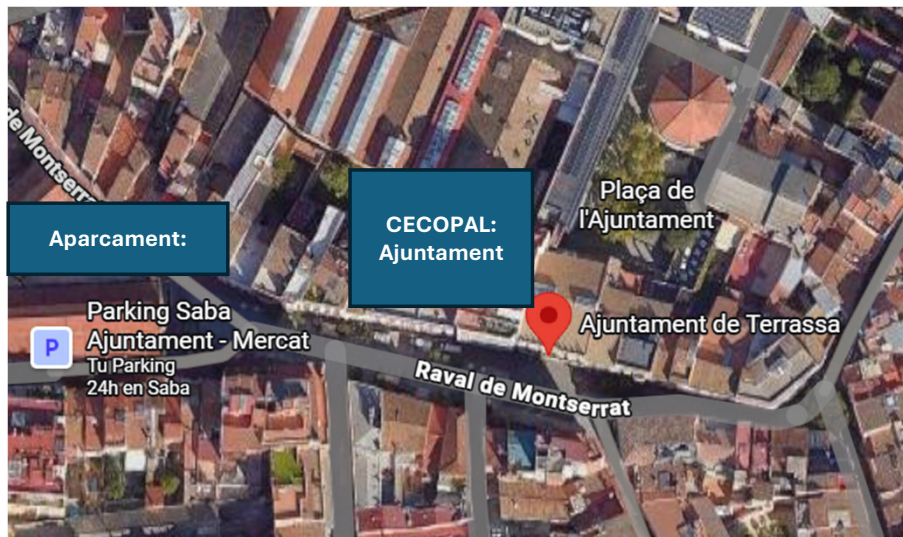 de Montserra
Plaça de
l'Ajuntament
CECOPAL:
Ajuntament
Aparcament:
Parking Saba
Ajuntament - Mercat
Tu Parking
24h en Saba
P
Ajuntament de Terrassa
Raval de Montserrat